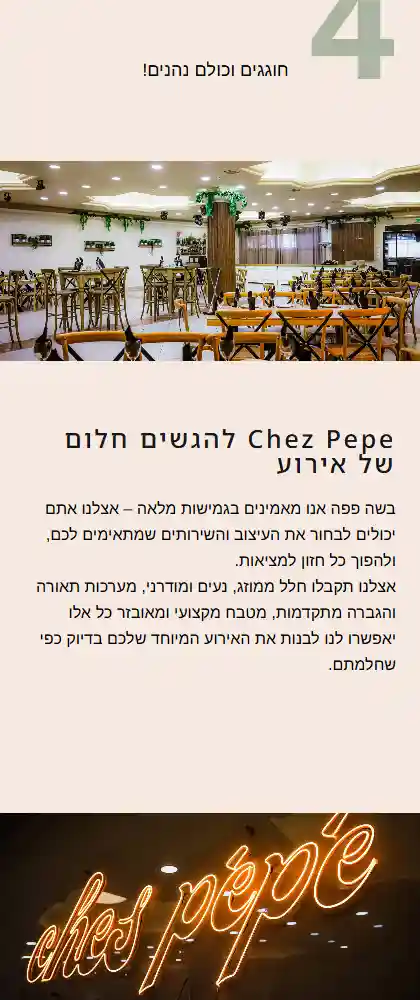 4
חוגגים וכולם נהנים!
Chez Pepe להגשים חלום
של אירוע
בשה פפה אנו מאמינים בגמישות מלאה – אצלנו אתם
יכולים לבחור את העיצוב והשירותים שמתאימים לכם,
ולהפוך כל חזון למציאות.
אצלנו תקבלו חלל ממוזג, נעים ומודרני, מערכות תאורה
והגברה מתקדמות, מטבח מקצועי ומאובזר כל אלו
יאפשרו לנו לבנות את האירוע המיוחד שלכם בדיוק כפי
שחלמתם.
chez pépé